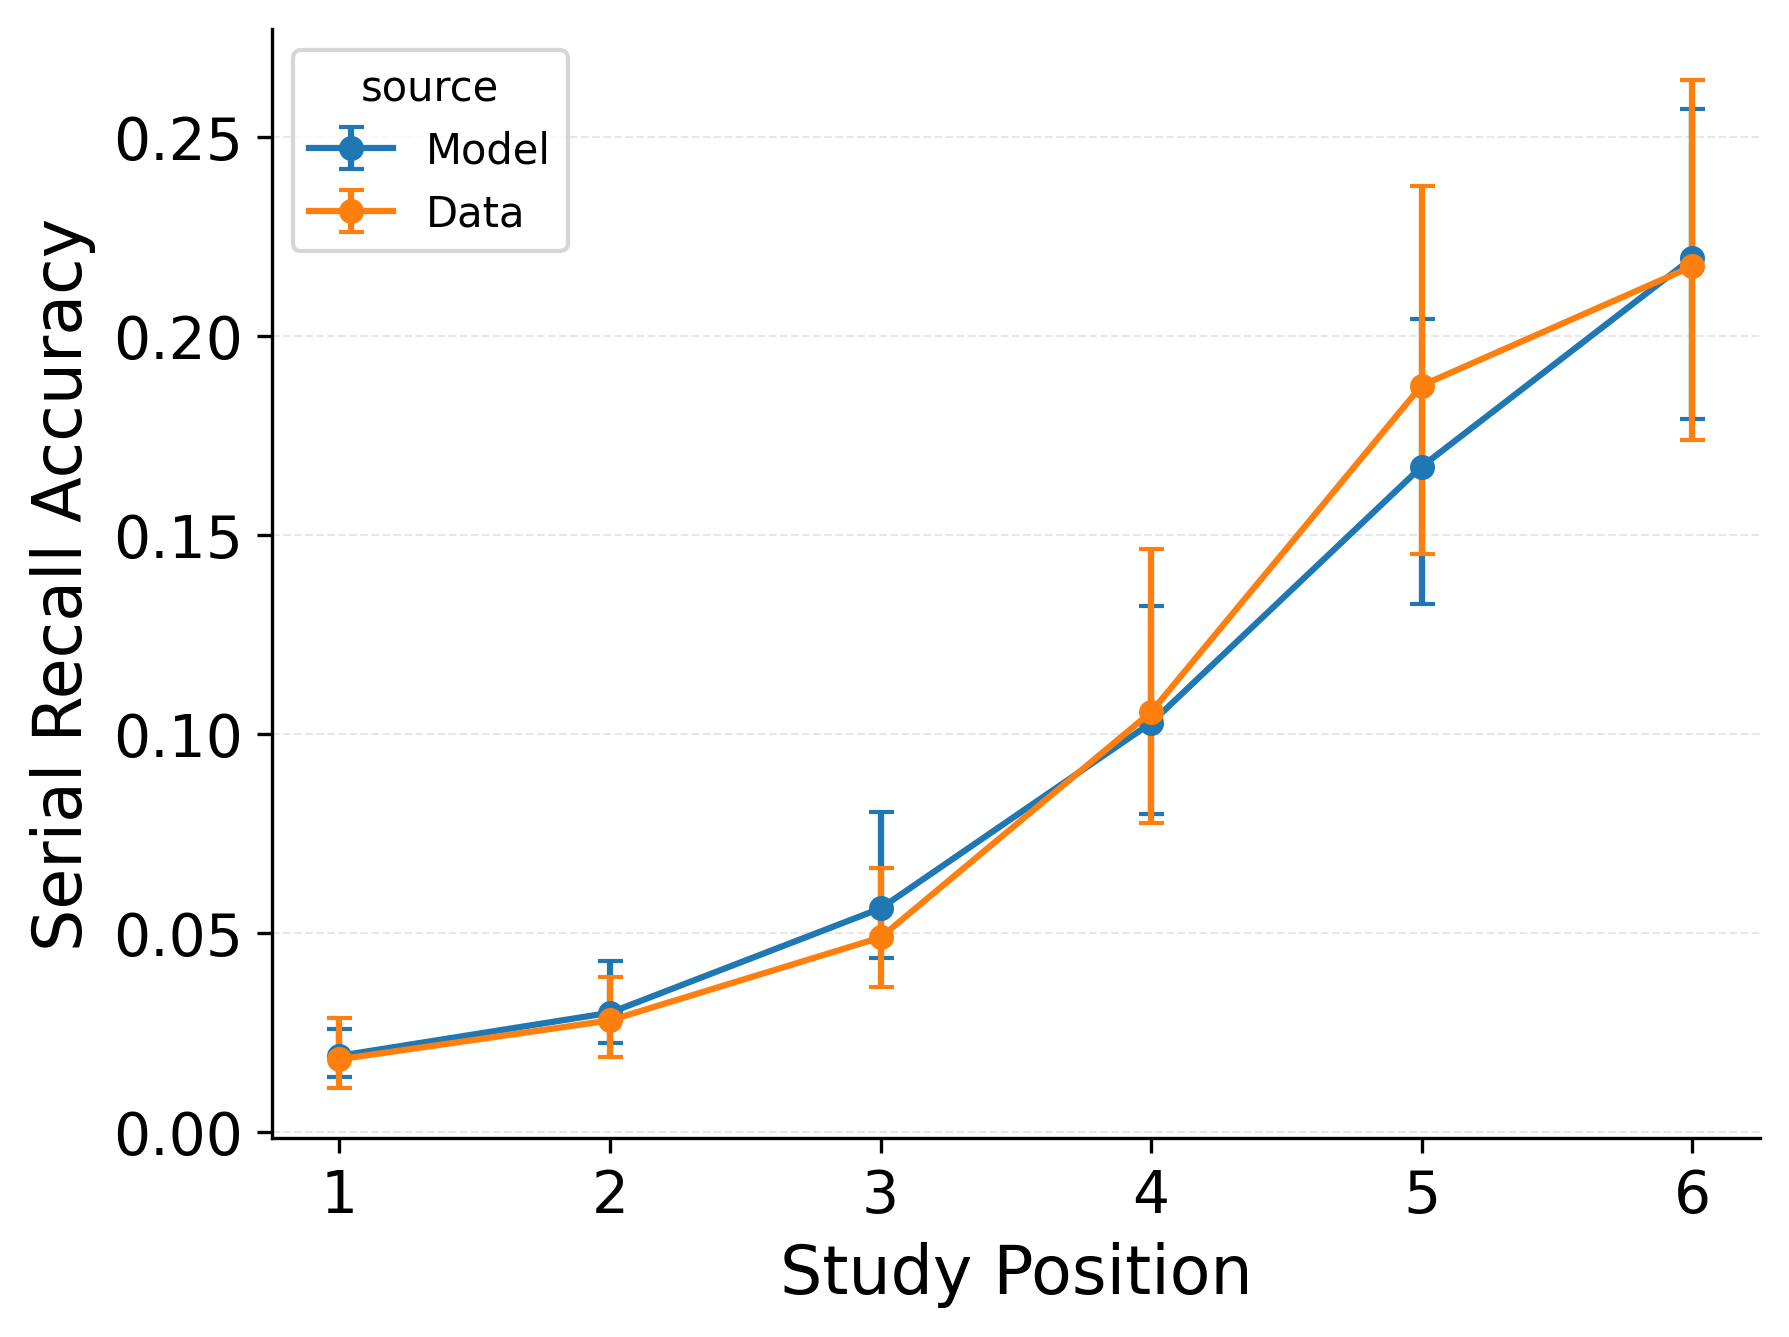 source
Model
Data
0.25
0.20
0.15
0.10
0.05
0.00
Serial Recall Accuracy
1 2 3 4 5 6
Study Position